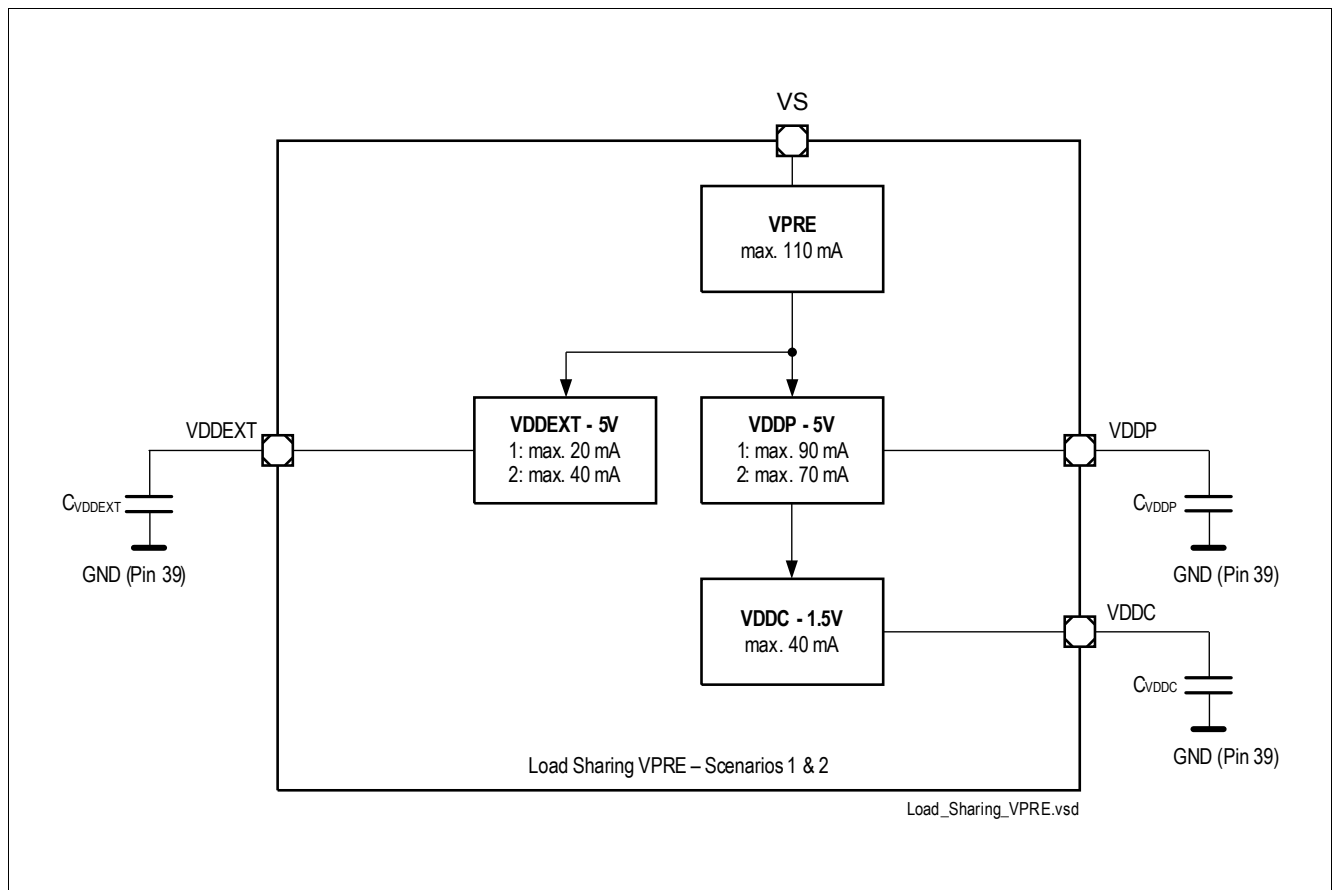 VS
VPRE
max. 110 mA
VDDEXT
VDDEXT - 5V
1: max. 20 mA
2: max. 40 mA
VDDP - 5V
1: max. 90 mA
2: max. 70 mA
VDDP
CVDDEXT
GND (Pin 39)
CVDDP
GND (Pin 39)
VDDC - 1.5V
max. 40 mA
VDDC
CVDDC
GND (Pin 39)
Load Sharing VPRE – Scenarios 1 & 2
Load_Sharing_VPRE.vsd